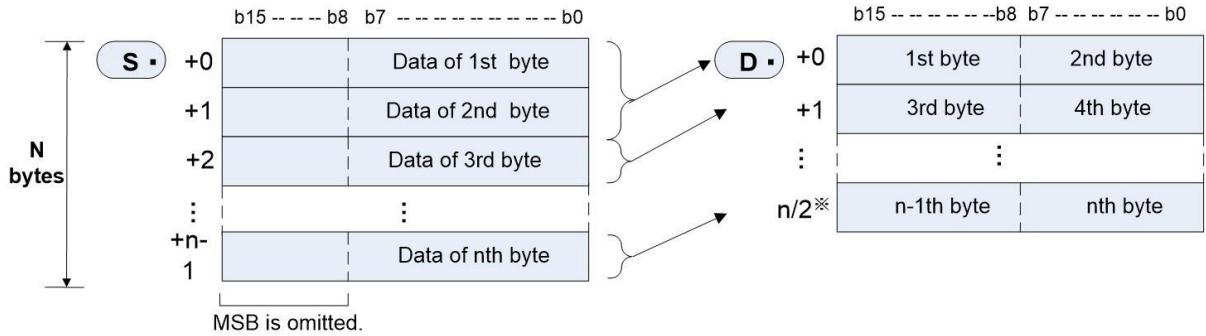 b15 -- -- -- -- b8 b7 -- -- -- -- -- -- -- -- b0
S · +0 Data of 1st byte
+1 Data of 2nd byte
+2 Data of 3rd byte
⋮ ⋮
+n-1 Data of nth byte
N bytes
MSB is omitted.
b15 -- -- -- -- --b8 b7 -- -- -- -- -- b0
D · +0 1st byte 2nd byte
+1 3rd byte 4th byte
⋮ ⋮
n/2※ n-1th byte nth byte